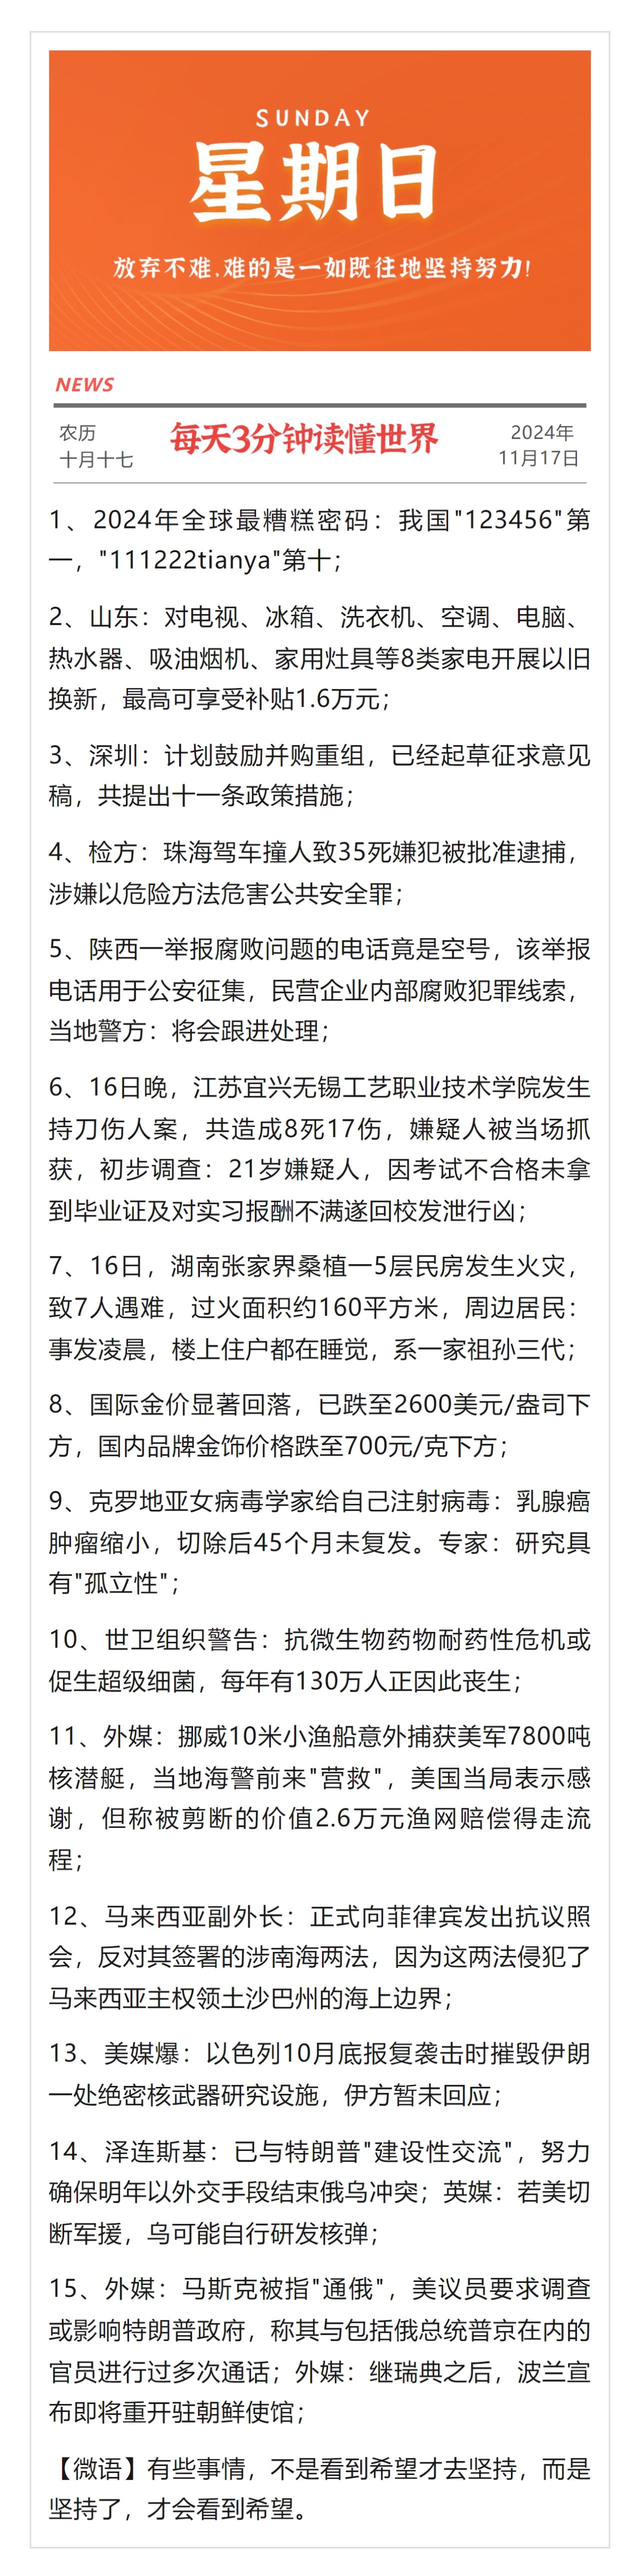 SUNDAY
星期日
放弃不难,难的是一如既往地坚持努力!
NEWS
农历
十月十七
每天3分钟读懂世界
2024年
11月17日
1、2024年全球最糟糕密码：我国"123456"第
一，"111222tianya"第十；
2、山东：对电视、冰箱、洗衣机、空调、电脑、
热水器、吸油烟机、家用灶具等8类家电开展以旧
换新，最高可享受补贴1.6万元；
3、深圳：计划鼓励并购重组，已经起草征求意见
稿，共提出十一条政策措施；
4、检方：珠海驾车撞人致35死嫌犯被批准逮捕，
涉嫌以危险方法危害公共安全罪；
5、陕西一举报腐败问题的电话竟是空号，该举报
电话用于公安征集，民营企业内部腐败犯罪线索，
当地警方：将会跟进处理；
6、16日晚，江苏宜兴无锡工艺职业技术学院发生
持刀伤人案，共造成8死17伤，嫌疑人被当场抓
获，初步调查：21岁嫌疑人，因考试不合格未拿
到毕业证及对实习报酬不满遂回校发泄行凶；
7、16日，湖南张家界桑植一5层民房发生火灾，
致7人遇难，过火面积约160平方米，周边居民：
事发凌晨，楼上住户都在睡觉，系一家祖孙三代；
8、国际金价显著回落，已跌至2600美元/盎司下
方，国内品牌金饰价格跌至700元/克下方；
9、克罗地亚女病毒学家给自己注射病毒：乳腺癌
肿瘤缩小，切除后45个月未复发。专家：研究具
有"孤立性"；
10、世卫组织警告：抗微生物药物耐药性危机或
促生超级细菌，每年有130万人正因此丧生；
11、外媒：挪威10米小渔船意外捕获美军7800吨
核潜艇，当地海警前来"营救"，美国当局表示感
谢，但称被剪断的价值2.6万元渔网赔偿得走流
程；
12、马来西亚副外长：正式向菲律宾发出抗议照
会，反对其签署的涉南海两法，因为这两法侵犯了
马来西亚主权领土沙巴州的海上边界；
13、美媒爆：以色列10月底报复袭击时摧毁伊朗
一处绝密核武器研究设施，伊方暂未回应；
14、泽连斯基：已与特朗普"建设性交流"，努力
确保明年以外交手段结束俄乌冲突；英媒：若美切
断军援，乌可能自行研发核弹；
15、外媒：马斯克被指"通俄"，美议员要求调查
或影响特朗普政府，称其与包括俄总统普京在内的
官员进行过多次通话；外媒：继瑞典之后，波兰宣
布即将重开驻朝鲜使馆；
【微语】有些事情，不是看到希望才去坚持，而是
坚持了，才会看到希望。